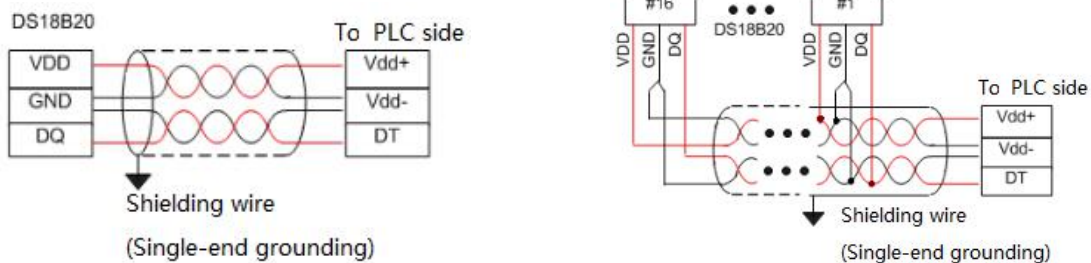 DS18B20
To PLC side
VDD
Vdd+
GND
Vdd-
DQ
DT
Shielding wire
(Single-end grounding)
#16
#1
DS18B20
VDD
GND
DQ
VDD
GND
DQ
To PLC side
Vdd+
Vdd-
DT
Shielding wire
(Single-end grounding)